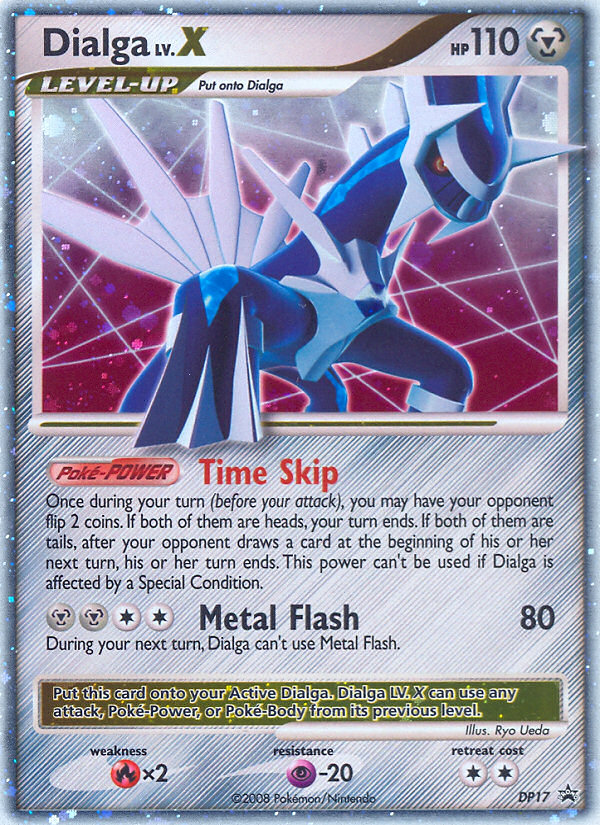 Dialga LV. X HP 110
LEVEL-UP Put onto Dialga
Poké-POWER Time Skip
Once during your turn (before your attack), you may have your opponent
flip 2 coins. If both of them are heads, your turn ends. If both of them are
tails, after your opponent draws a card at the beginning of his or her
next turn, his or her turn ends. This power can't be used if Dialga is
affected by a Special Condition.
Metal Flash 80
During your next turn, Dialga can't use Metal Flash.
Put this card onto your Active Dialga. Dialga LV. X can use any
attack, Poké-Power, or Poké-Body from its previous level.
Illus. Ryo Ueda
weakness resistance retreat cost
×2 -20
©2008 Pokémon/Nintendo DP17